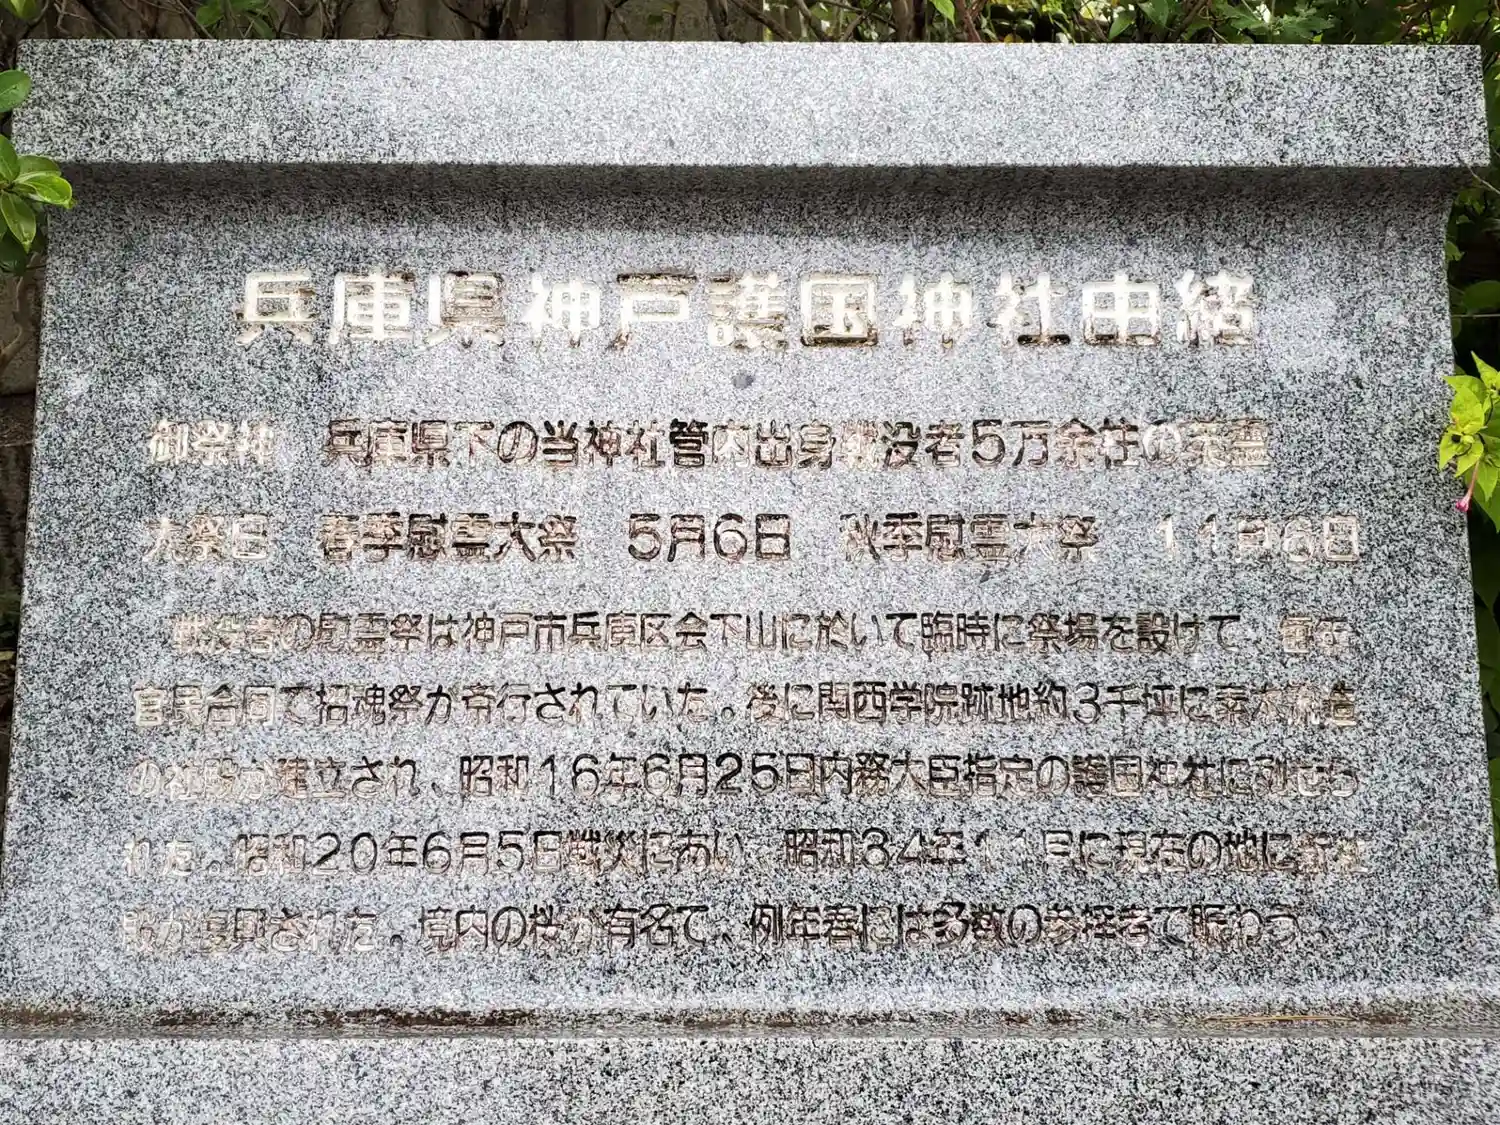 兵庫県神戸護国神社由緒
御祭神　兵庫県下の当神社管内出身戦没者5万余柱の英霊
大祭日　春季慰霊大祭　5月6日　秋季慰霊大祭　11月6日
戦没者の慰霊祭は神戸市兵庫区会下山に於いて臨時に祭場を設けて、毎年
官民合同で招魂祭が斎行されていた。後に関西学院跡地約3千坪に素木流造
の社殿が建立され、昭和16年6月25日内務大臣指定の護国神社に列せら
れた。昭和20年6月5日戦災にあい、昭和34年11月に現在の地に新社
殿が復興された。境内の桜が有名で、例年春には多数の参拝者で賑わう。